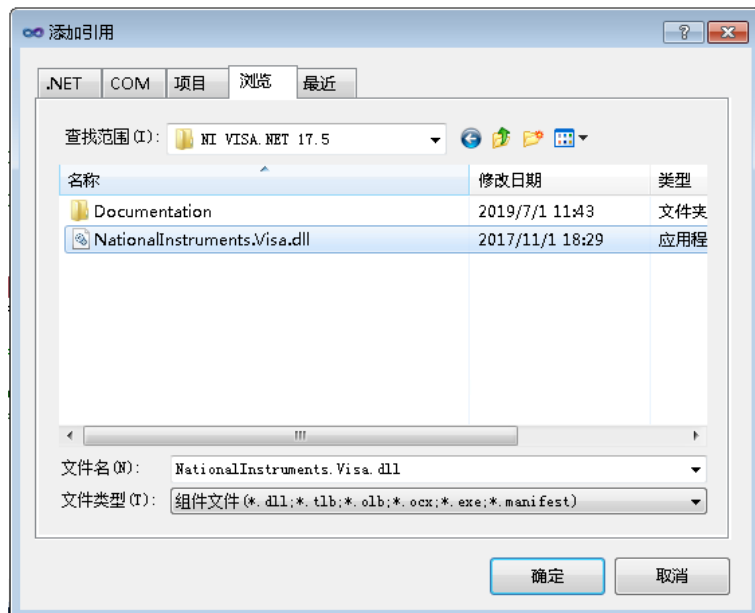 添加引用
.NET COM 项目 浏览 最近
查找范围(I): NI VISA.NET 17.5
名称 修改日期 类型
Documentation 2019/7/1 11:43 文件夹
NationalInstruments.Visa.dll 2017/11/1 18:29 应用程
文件名(N): NationalInstruments.Visa.dll
文件类型(T): 组件文件(*.dll;*.tlb;*.olb;*.ocx;*.exe;*.manifest)
确定 取消